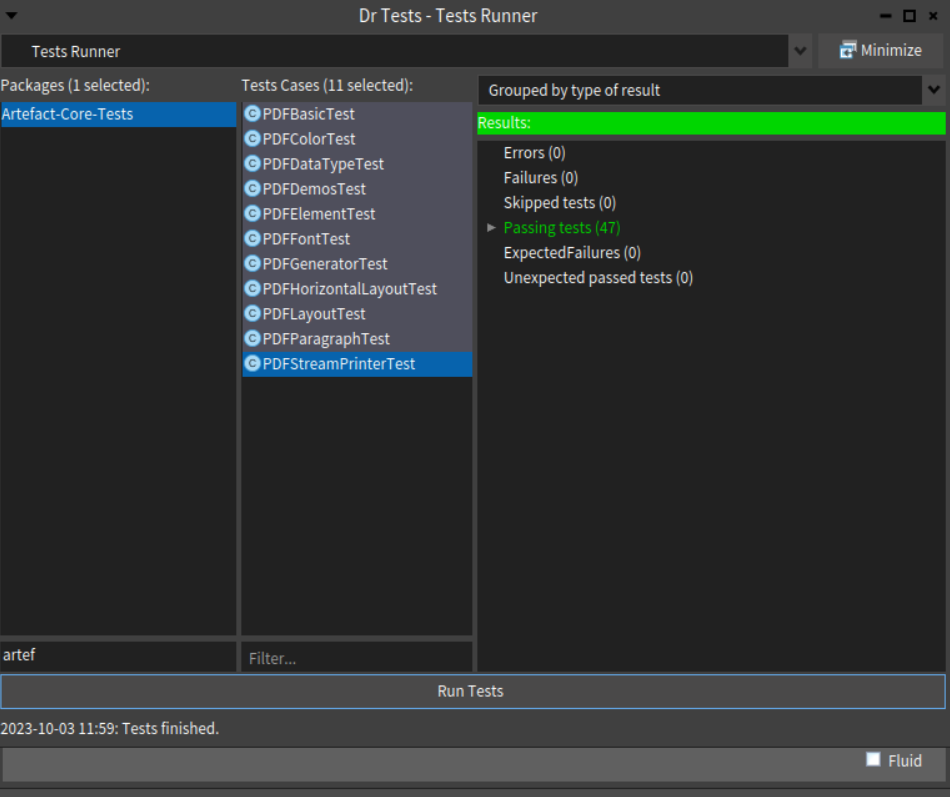 Dr Tests - Tests Runner
Tests Runner
Minimize
Packages (1 selected):
Artefact-Core-Tests
artef
Tests Cases (11 selected):
PDFBasicTest
PDFColorTest
PDFDataTypeTest
PDFDemosTest
PDFElementTest
PDFFontTest
PDFGeneratorTest
PDFHorizontalLayoutTest
PDFLayoutTest
PDFParagraphTest
PDFStreamPrinterTest
Filter...
Grouped by type of result
Results:
Errors (0)
Failures (0)
Skipped tests (0)
Passing tests (47)
ExpectedFailures (0)
Unexpected passed tests (0)
Run Tests
2023-10-03 11:59: Tests finished.
Fluid